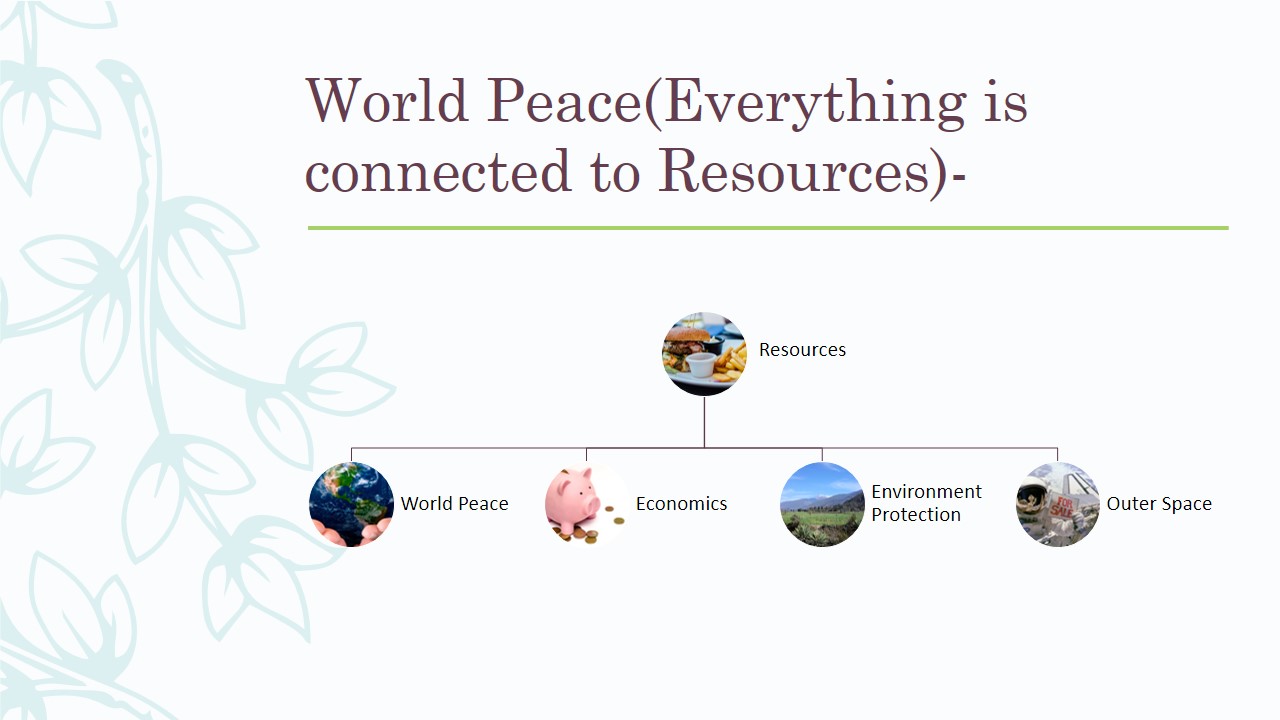 World Peace(Everything is
connected to Resources)-
Resources
World Peace
Economics
Environment
Protection
Outer Space
FOR
SALE